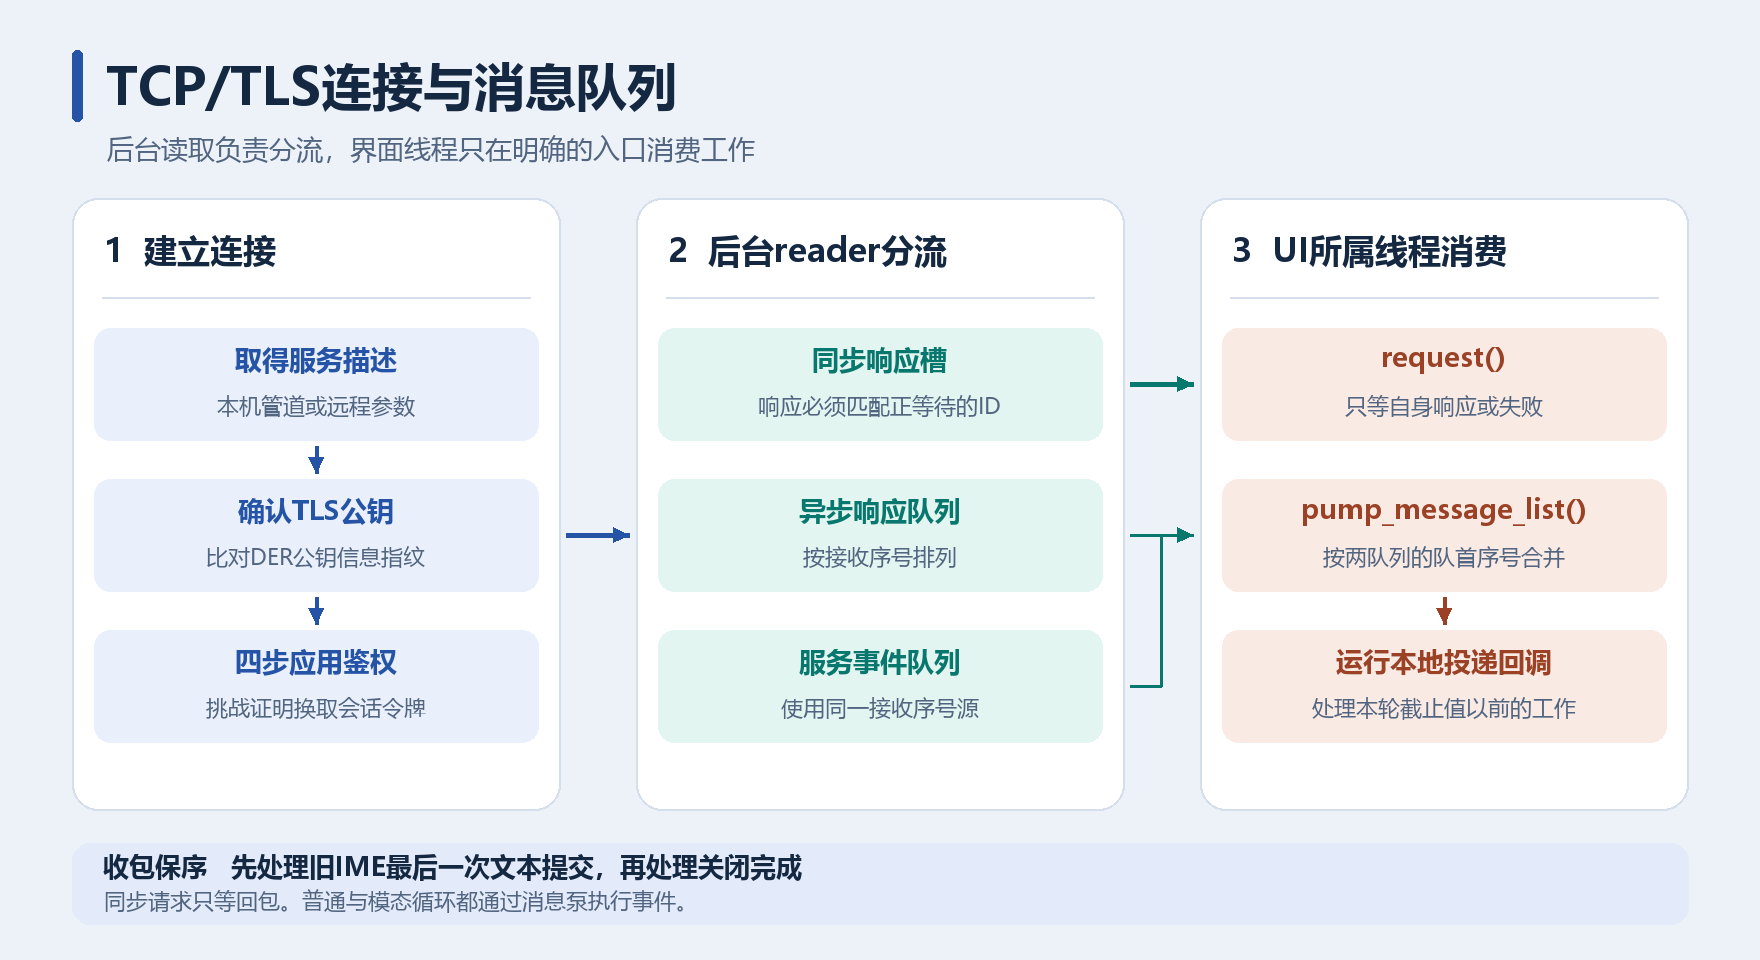 TCP/TLS连接与消息队列
后台读取负责分流，界面线程只在明确的入口消费工作
1 建立连接
取得服务描述
本机管道或远程参数
确认TLS公钥
比对DER公钥信息指纹
四步应用鉴权
挑战证明换取会话令牌
2 后台reader分流
同步响应槽
响应必须匹配正等待的ID
异步响应队列
按接收序号排列
服务事件队列
使用同一接收序号源
3 UI所属线程消费
request()
只等自身响应或失败
pump_message_list()
按两队列的队首序号合并
运行本地投递回调
处理本轮截止值以前的工作
收包保序 先处理旧IME最后一次文本提交，再处理关闭完成
同步请求只等回包。普通与模态循环都通过消息泵执行事件。